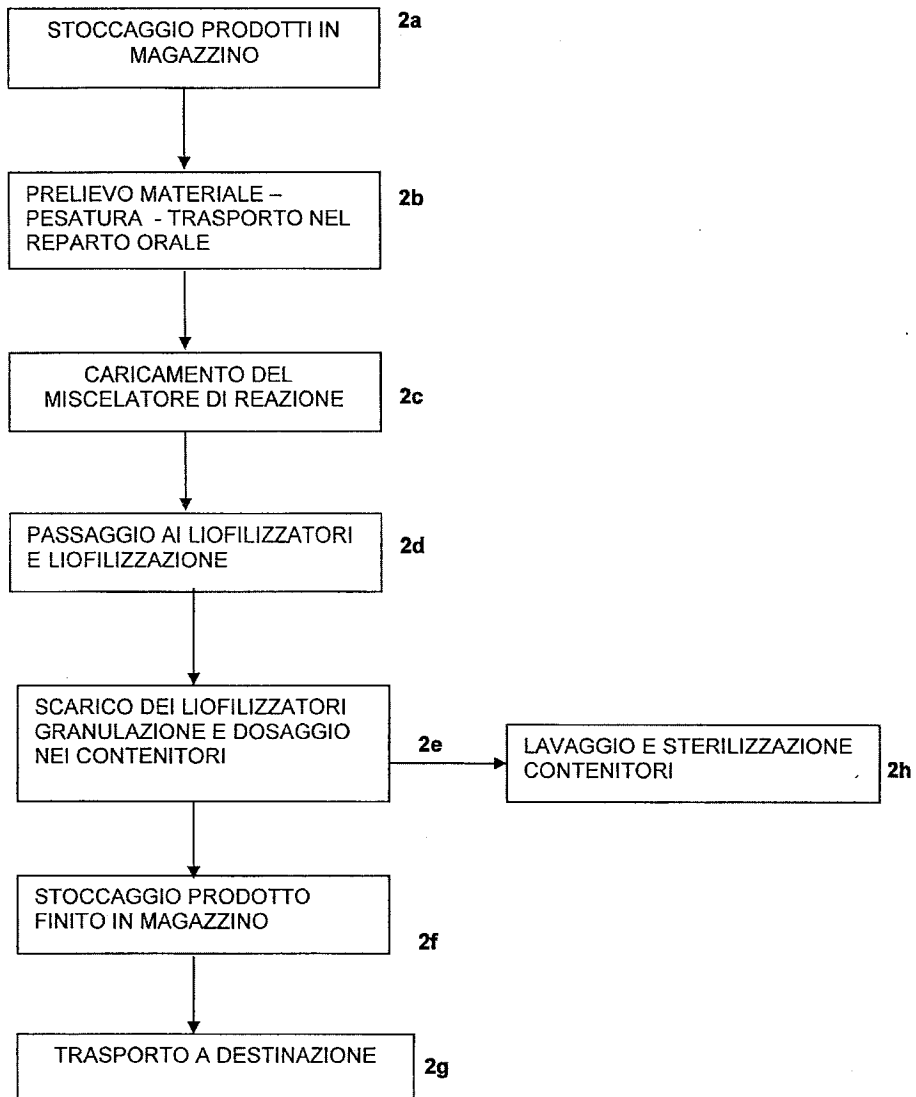 STOCCAGGIO PRODOTTI IN
MAGAZZINO
2a
PRELIEVO MATERIALE –
PESATURA - TRASPORTO NEL
REPARTO ORALE
2b
CARICAMENTO DEL
MISCELATORE DI REAZIONE
2c
PASSAGGIO AI LIOFILIZZATORI
E LIOFILIZZAZIONE
2d
SCARICO DEI LIOFILIZZATORI
GRANULAZIONE E DOSAGGIO
NEI CONTENITORI
2e
LAVAGGIO E STERILIZZAZIONE
CONTENITORI
2h
STOCCAGGIO PRODOTTO
FINITO IN MAGAZZINO
2f
TRASPORTO A DESTINAZIONE
2g